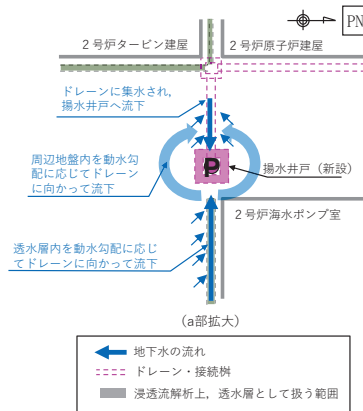 PN
２号炉タービン建屋
２号炉原子炉建屋
ドレーンに集水され，
揚水井戸へ流下
周辺地盤内を動水勾
配に応じてドレーン
に向かって流下
P
揚水井戸（新設）
２号炉海水ポンプ室
透水層内を動水勾配に応じ
てドレーンに向かって流下
（a部拡大）
地下水の流れ
ドレーン・接続桝
浸透流解析上，透水層として扱う範囲